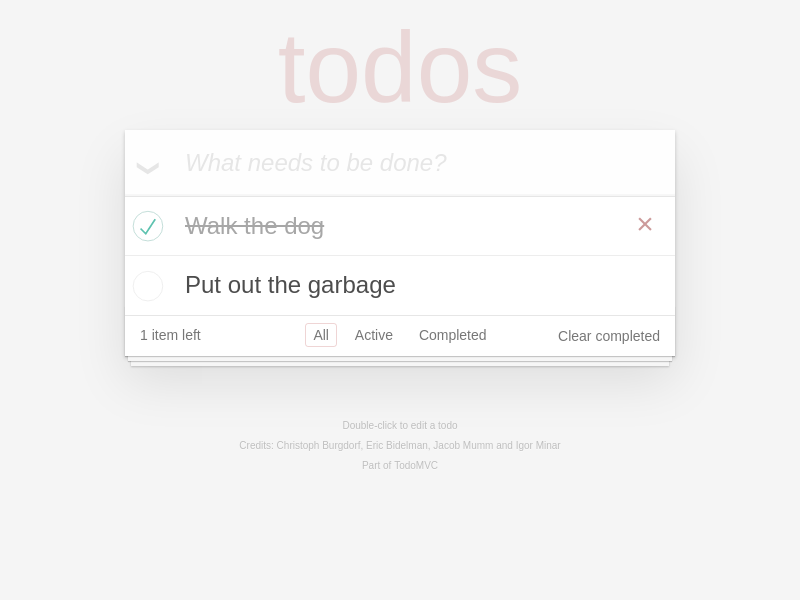 todos
What needs to be done?
Walk the dog
Put out the garbage
1 item left All Active Completed Clear completed
Double-click to edit a todo
Credits: Christoph Burgdorf, Eric Bidelman, Jacob Mumm and Igor Minar
Part of TodoMVC